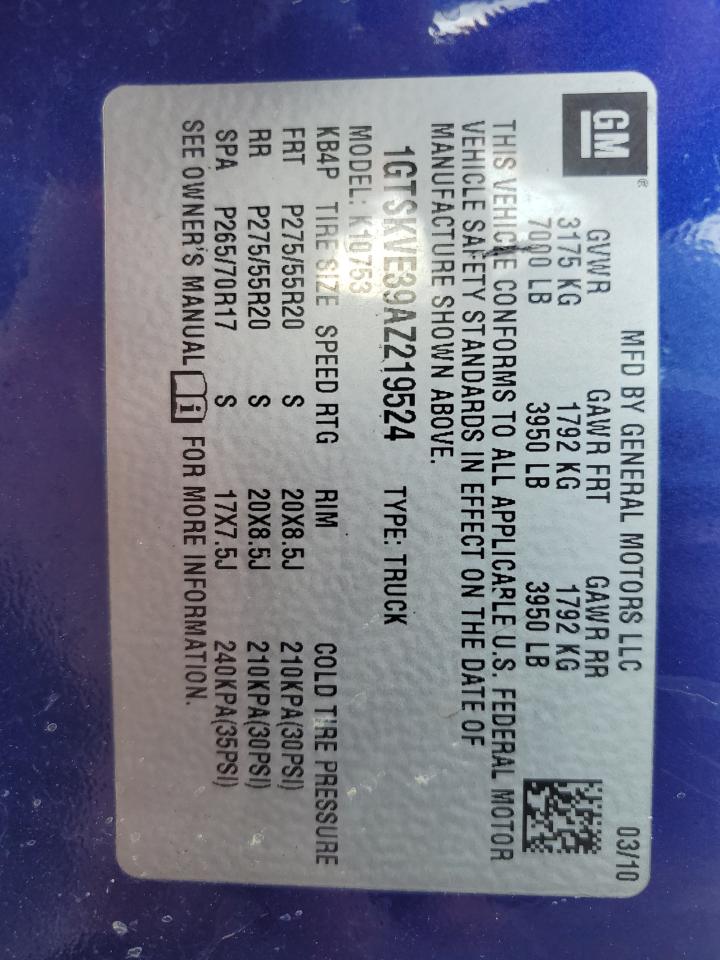 GM®
MFD BY GENERAL MOTORS LLC 03/10
GVWR GAWR FRT GAWR RR
3175 KG 1792 KG 1792 KG
7000 LB 3950 LB 3950 LB
THIS VEHICLE CONFORMS TO ALL APPLICABLE U.S. FEDERAL MOTOR
VEHICLE SAFETY STANDARDS IN EFFECT ON THE DATE OF
MANUFACTURE SHOWN ABOVE.
1GTSKVE39AZ219524 TYPE: TRUCK
MODEL: K10753
KB4P TIRE SIZE SPEED RTG RIM COLD TIRE PRESSURE
FRT P275/55R20 S 20X8.5J 210KPA(30PSI)
RR P275/55R20 S 20X8.5J 210KPA(30PSI)
SPA P265/70R17 S 17X7.5J 240KPA(35PSI)
SEE OWNER'S MANUAL i FOR MORE INFORMATION.